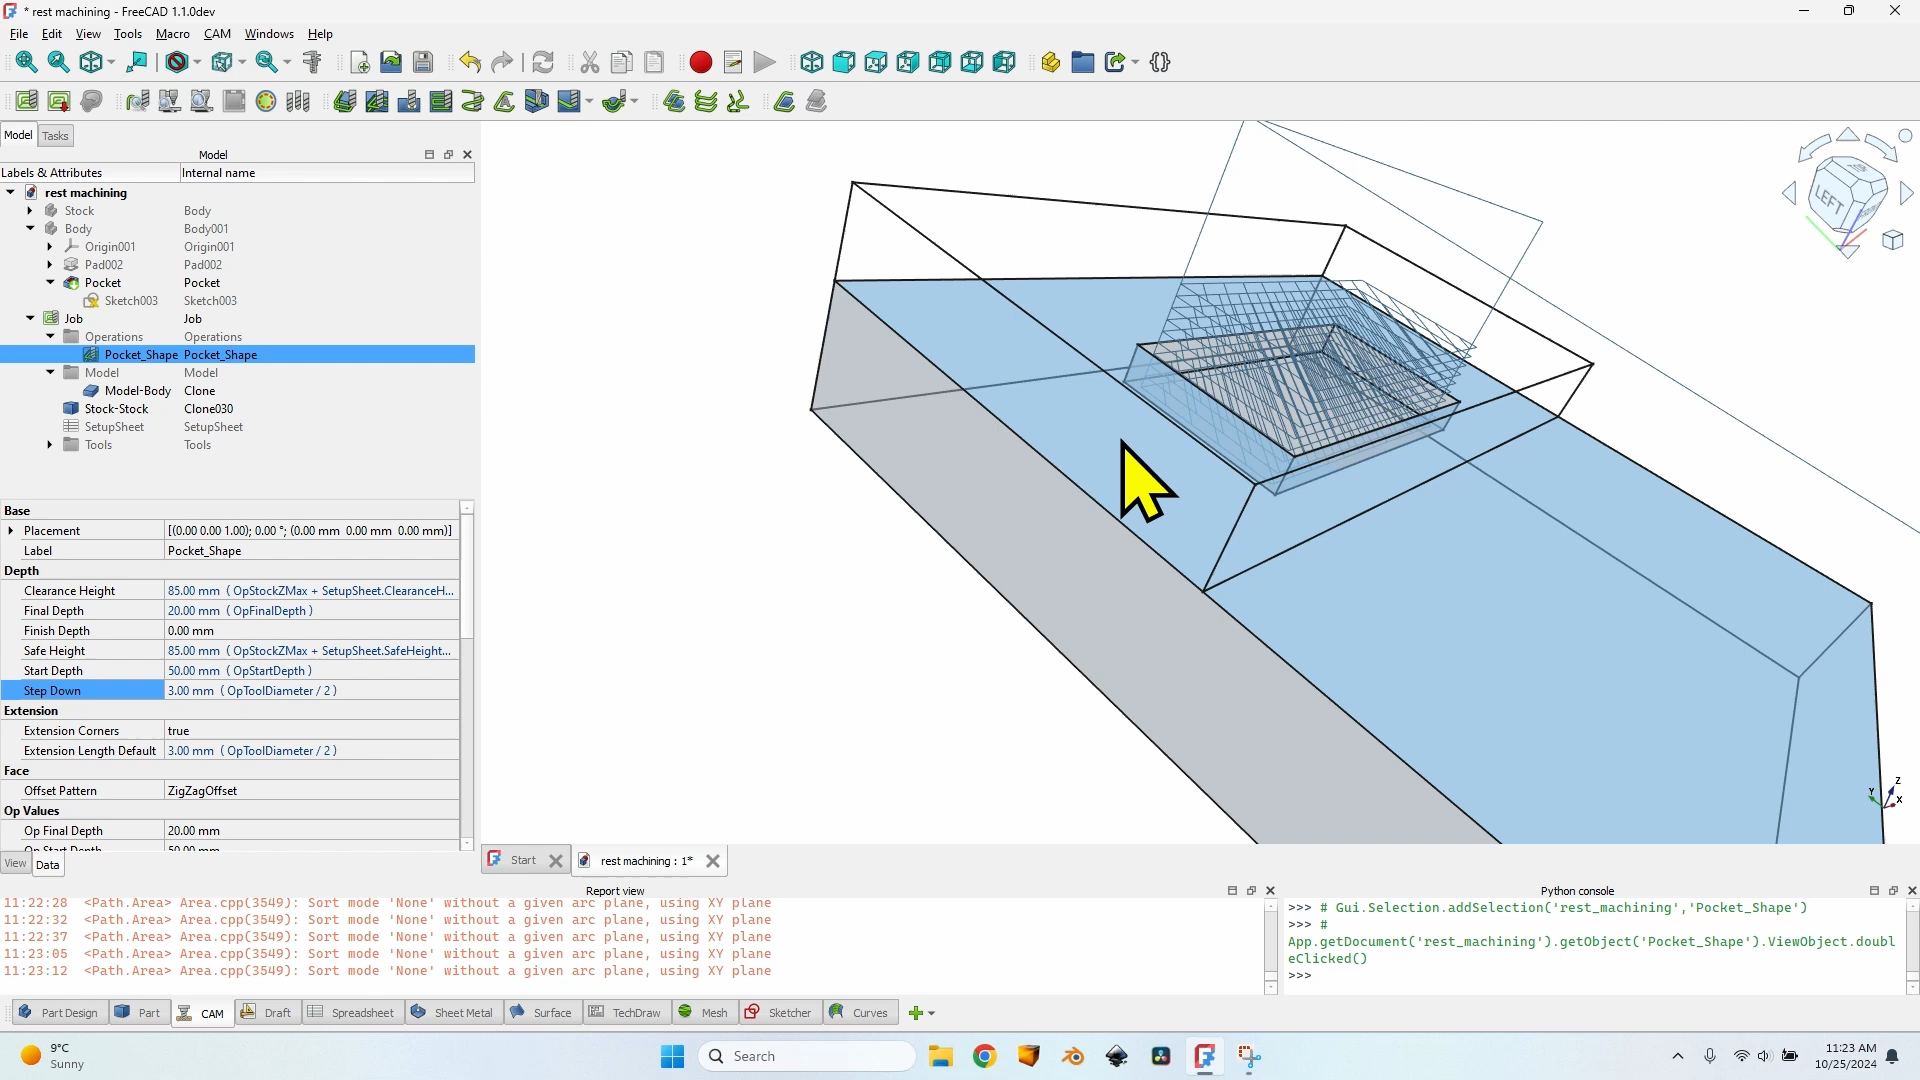 * rest machining - FreeCAD 1.1.0dev
File Edit View Tools Macro CAM Windows Help
Model Tasks
Model
Labels & Attributes Internal name
rest machining
Stock Body
Body Body001
Origin001 Origin001
Pad002 Pad002
Pocket Pocket
Sketch003 Sketch003
Job Job
Operations Operations
Pocket_Shape Pocket_Shape
Model Model
Model-Body Clone
Stock-Stock Clone030
SetupSheet SetupSheet
Tools Tools
Base
Placement [(0.00 0.00 1.00); 0.00 °; (0.00 mm 0.00 mm 0.00 mm)]
Label Pocket_Shape
Depth
Clearance Height 85.00 mm ( OpStockZMax + SetupSheet.ClearanceH...
Final Depth 20.00 mm ( OpFinalDepth )
Finish Depth 0.00 mm
Safe Height 85.00 mm ( OpStockZMax + SetupSheet.SafeHeight...
Start Depth 50.00 mm ( OpStartDepth )
Step Down 3.00 mm ( OpToolDiameter / 2 )
Extension
Extension Corners true
Extension Length Default 3.00 mm ( OpToolDiameter / 2 )
Face
Offset Pattern ZigZagOffset
Op Values
Op Final Depth 20.00 mm
Op Start Depth 50.00 mm
View Data
LEFT
Z
Y
X
Start rest machining : 1*
Report view
11:22:28 <Path.Area> Area.cpp(3549): Sort mode 'None' without a given arc plane, using XY plane
11:22:32 <Path.Area> Area.cpp(3549): Sort mode 'None' without a given arc plane, using XY plane
11:22:37 <Path.Area> Area.cpp(3549): Sort mode 'None' without a given arc plane, using XY plane
11:23:05 <Path.Area> Area.cpp(3549): Sort mode 'None' without a given arc plane, using XY plane
11:23:12 <Path.Area> Area.cpp(3549): Sort mode 'None' without a given arc plane, using XY plane
Python console
>>> # Gui.Selection.addSelection('rest_machining','Pocket_Shape')
>>> #
App.getDocument('rest_machining').getObject('Pocket_Shape').ViewObject.doubl
eClicked()
>>>
Part Design Part CAM Draft Spreadsheet Sheet Metal Surface TechDraw Mesh Sketcher Curves
9°C
Sunny
Search
11:23 AM
10/25/2024